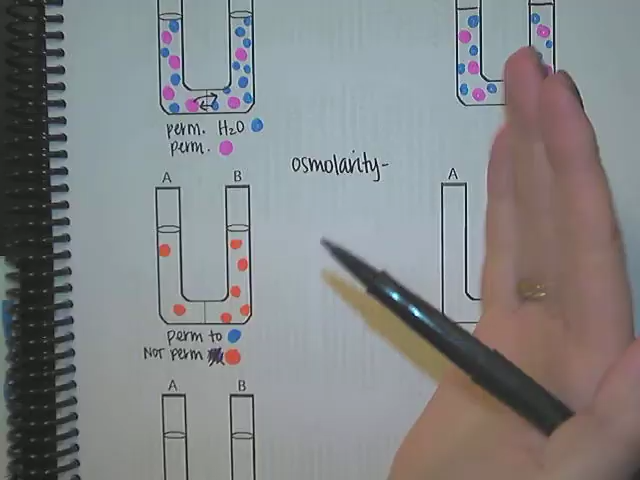 perm. H₂O
perm.
osmolarity-
A B
A
perm to
NOT perm
A B